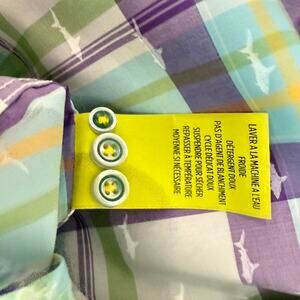 LAVER À LA MACHINE À L'EAU
FROIDE
DÉTERGENT DOUX
PAS D'AGENT DE BLANCHIMENT
CYCLE DÉLICAT DOUX
SUSPENDRE POUR SÉCHER
REPASSER À TEMPÉRATURE
MOYENNE SI NÉCESSAIRE